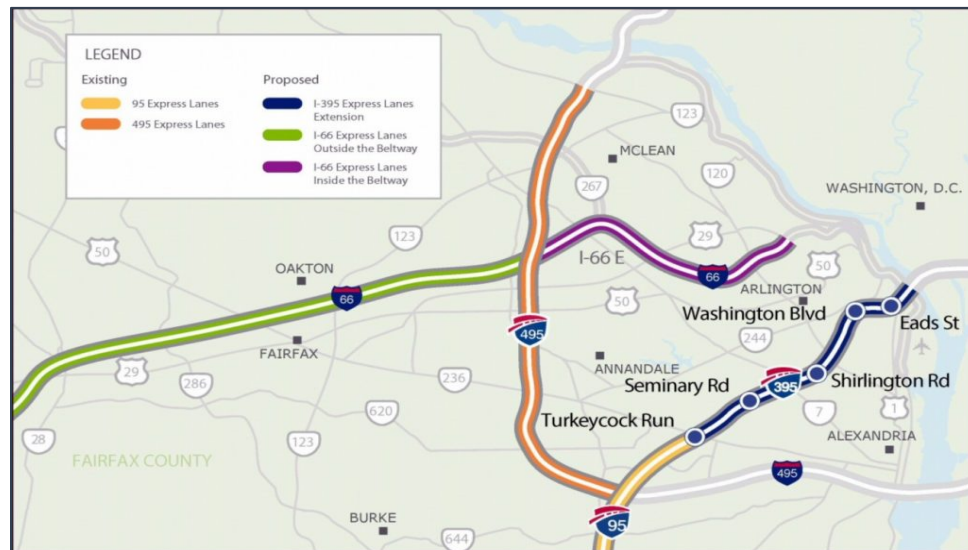 LEGEND
Existing
95 Express Lanes
495 Express Lanes
Proposed
I-395 Express Lanes
Extension
I-66 Express Lanes
Outside the Beltway
I-66 Express Lanes
Inside the Beltway
123
MCLEAN
120
WASHINGTON, D.C.
267
123
50
29
I-66 E
OAKTON
66
66
50
ARLINGTON
50
Washington Blvd
Eads St
495
FAIRFAX
244
29
ANNANDALE
286
236
Seminary Rd
395
Shirlington Rd
620
Turkeycock Run
7
1
28
123
ALEXANDRIA
FAIRFAX COUNTY
495
BURKE
95
644